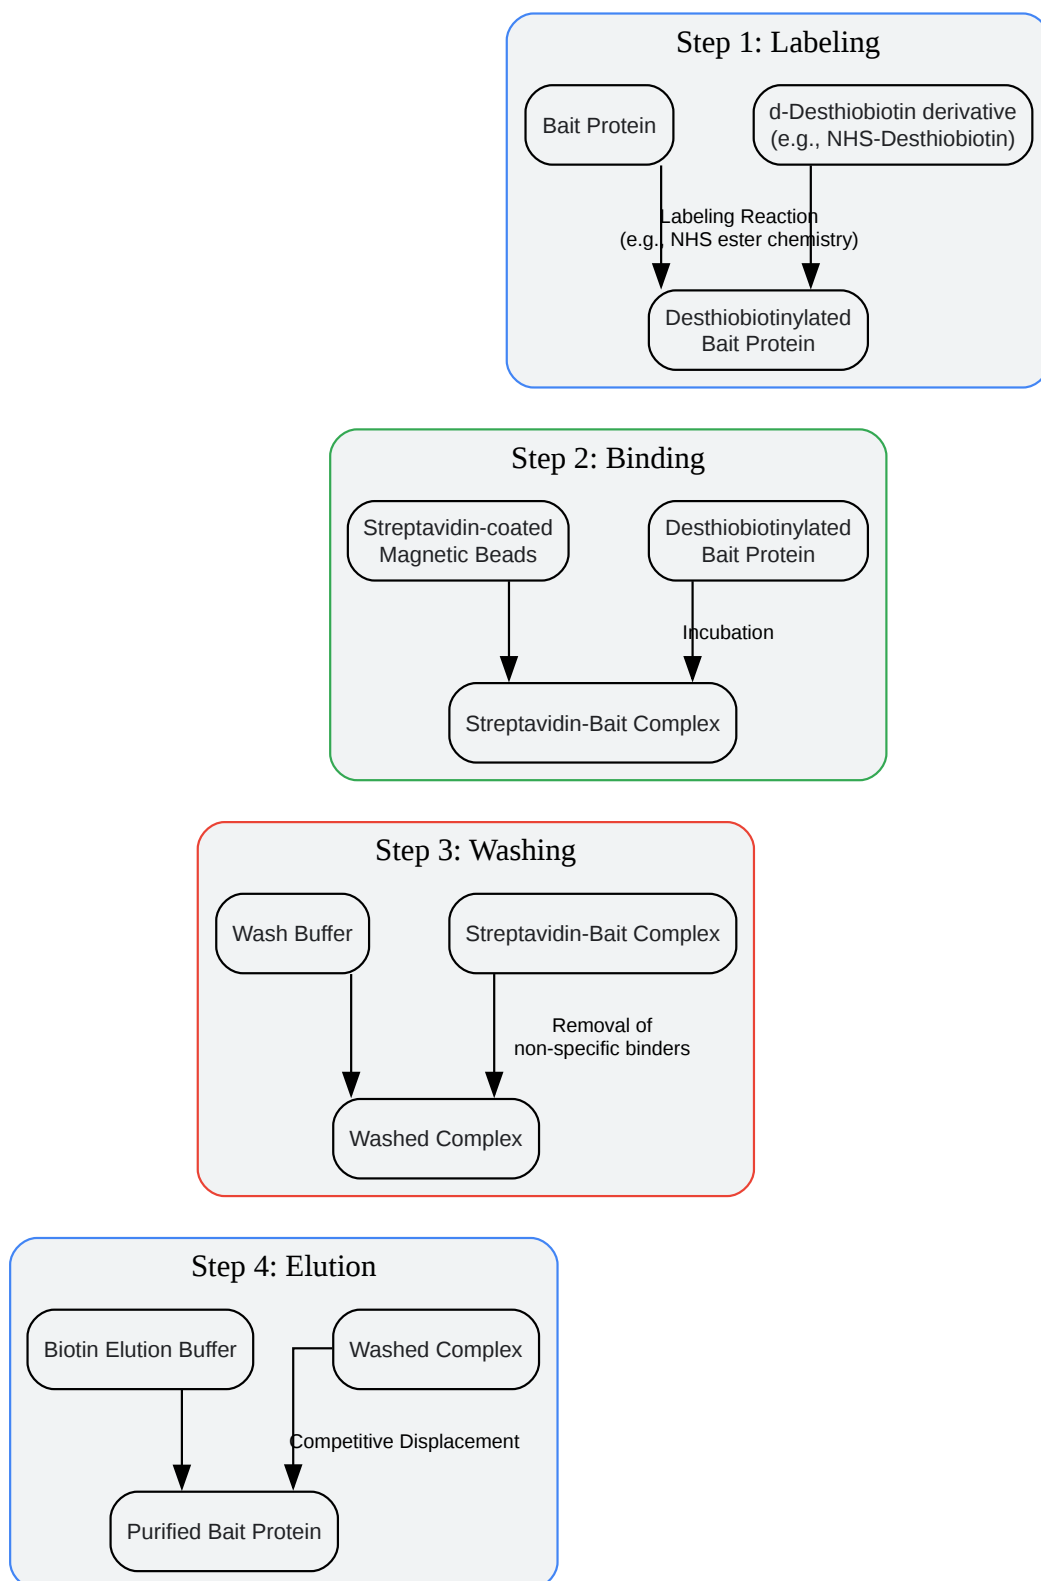 Step 1: Labeling
Bait Protein
d-Desthiobiotin derivative
(e.g., NHS-Desthiobiotin)
Labeling Reaction
(e.g., NHS ester chemistry)
Desthiobiotinylated
Bait Protein
Step 2: Binding
Streptavidin-coated
Magnetic Beads
Desthiobiotinylated
Bait Protein
Incubation
Streptavidin-Bait Complex
Step 3: Washing
Wash Buffer
Streptavidin-Bait Complex
Removal of
non-specific binders
Washed Complex
Step 4: Elution
Biotin Elution Buffer
Washed Complex
Competitive Displacement
Purified Bait Protein